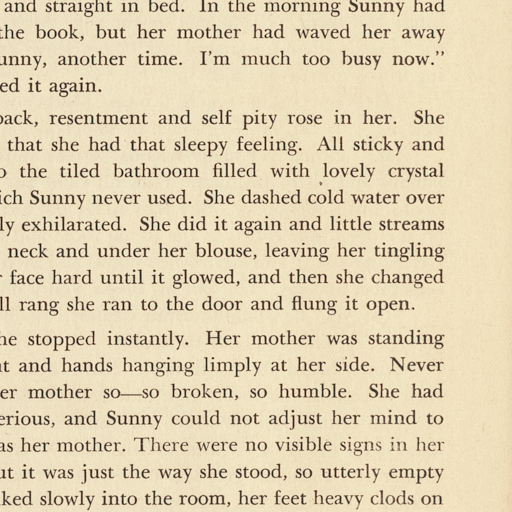 and straight in bed. In the morning Sunny had
the book, but her mother had waved her away
unny, another time. I'm much too busy now."
ed it again.
back, resentment and self pity rose in her. She
that she had that sleepy feeling. All sticky and
o the tiled bathroom filled with lovely crystal
ich Sunny never used. She dashed cold water over
ly exhilarated. She did it again and little streams
neck and under her blouse, leaving her tingling
r face hard until it glowed, and then she changed
ll rang she ran to the door and flung it open.
he stopped instantly. Her mother was standing
nt and hands hanging limply at her side. Never
er mother so—so broken, so humble. She had
erious, and Sunny could not adjust her mind to
as her mother. There were no visible signs in her
ut it was just the way she stood, so utterly empty
lked slowly into the room, her feet heavy clods on